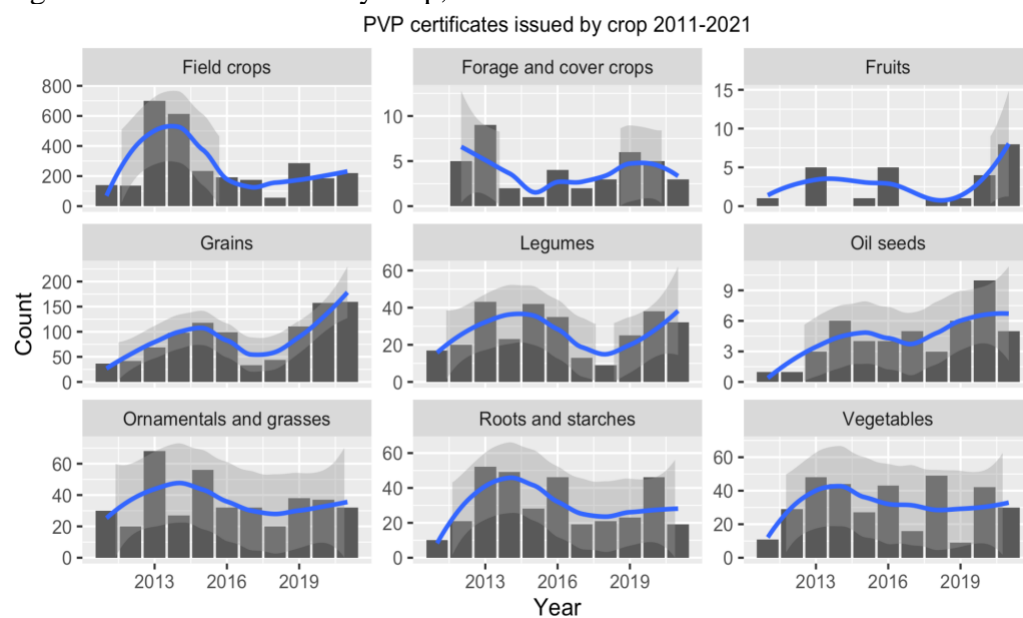 PVP certificates issued by crop 2011-2021
Field crops
Forage and cover crops
Fruits
800
600
400
200
0
10
5
0
15
10
5
0
Grains
Legumes
Oil seeds
200
150
100
50
0
60
40
20
0
9
6
3
0
Ornamentals and grasses
Roots and starches
Vegetables
60
40
20
0
60
40
20
0
60
40
20
0
2013 2016 2019
2013 2016 2019
2013 2016 2019
Count
Year